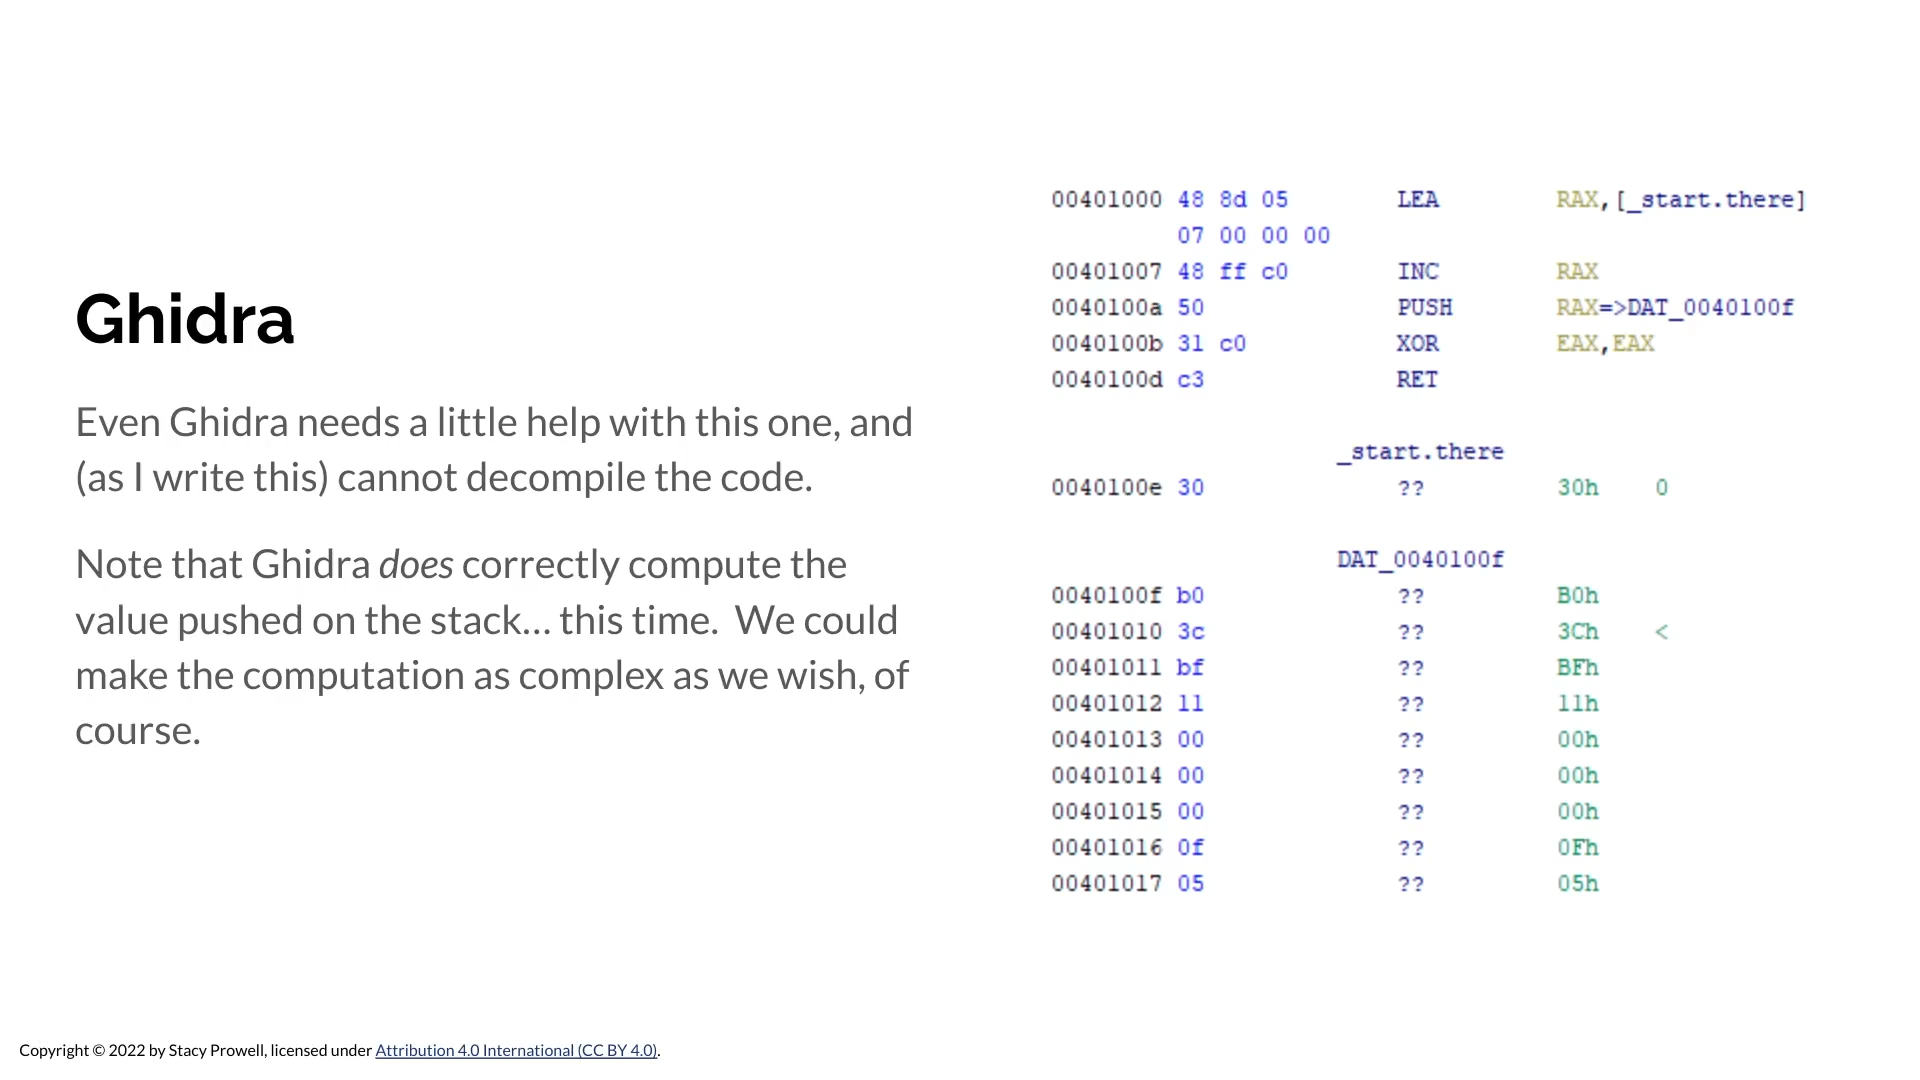 Ghidra
Even Ghidra needs a little help with this one, and
(as I write this) cannot decompile the code.
Note that Ghidra does correctly compute the
value pushed on the stack… this time.  We could
make the computation as complex as we wish, of
course.
00401000 48 8d 05 LEA RAX,[_start.there]
07 00 00 00
00401007 48 ff c0 INC RAX
0040100a 50 PUSH RAX=>DAT_0040100f
0040100b 31 c0 XOR EAX,EAX
0040100d c3 RET
_start.there
0040100e 30 ?? 30h 0
DAT_0040100f
0040100f b0 ?? B0h
00401010 3c ?? 3Ch <
00401011 bf ?? BFh
00401012 11 ?? 11h
00401013 00 ?? 00h
00401014 00 ?? 00h
00401015 00 ?? 00h
00401016 0f ?? 0Fh
00401017 05 ?? 05h
Copyright © 2022 by Stacy Prowell, licensed under Attribution 4.0 International (CC BY 4.0).